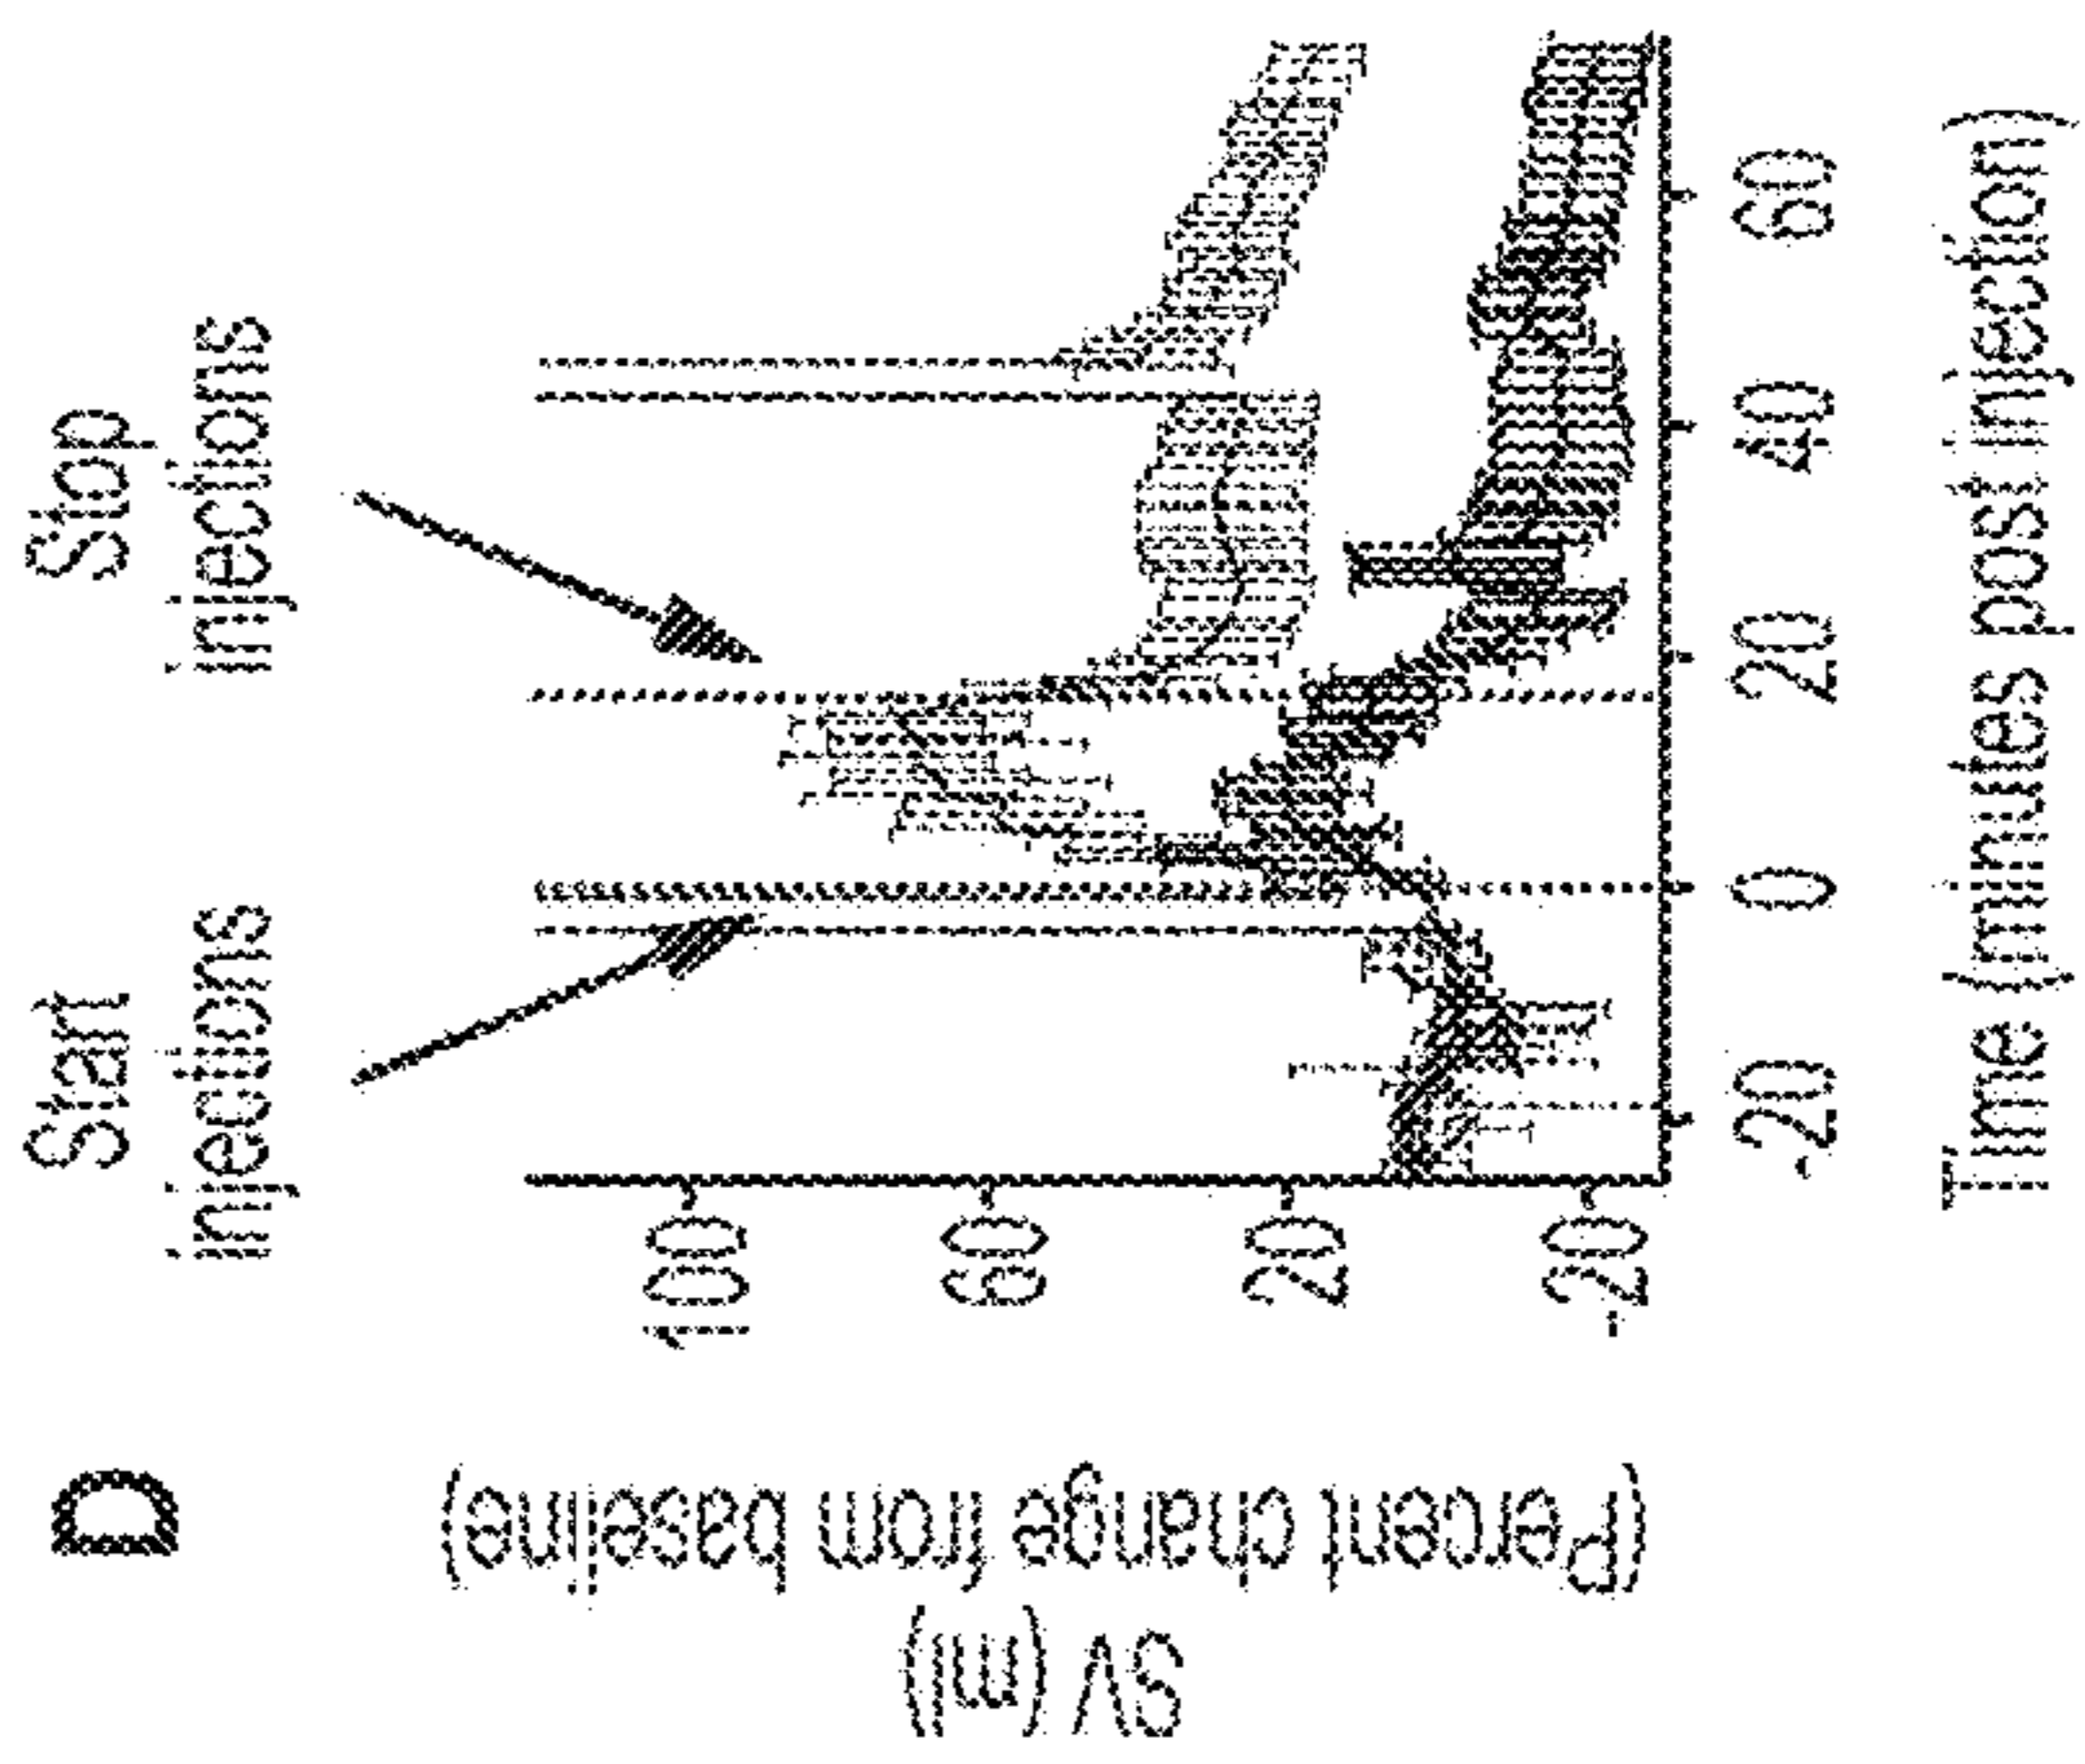 D
Start
injections
Stop
injections
SV (ml)
(Percent change from baseline)
100
60
20
-20
-20
0
20
40
60
Time (minutes post injection)